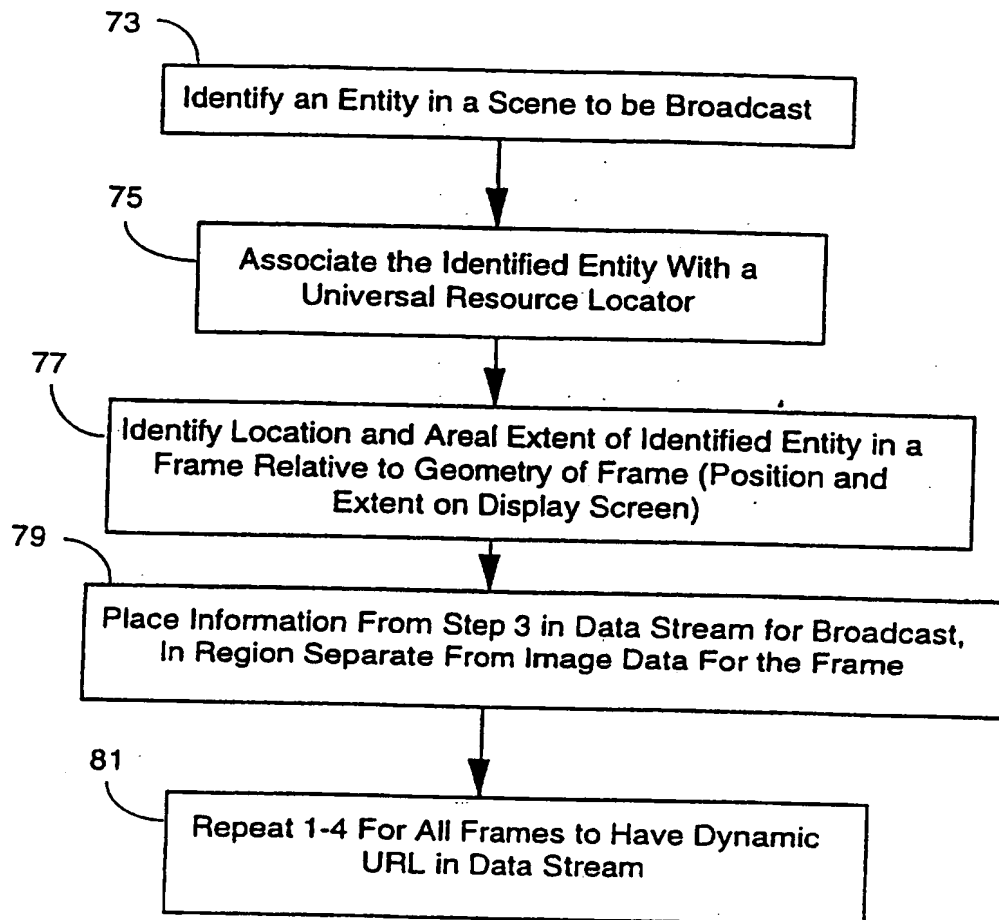 73
Identify an Entity in a Scene to be Broadcast
75
Associate the Identified Entity With a
Universal Resource Locator
77
Identify Location and Areal Extent of Identified Entity in a
Frame Relative to Geometry of Frame (Position and
Extent on Display Screen)
79
Place Information From Step 3 in Data Stream for Broadcast,
In Region Separate From Image Data For the Frame
81
Repeat 1-4 For All Frames to Have Dynamic
URL in Data Stream